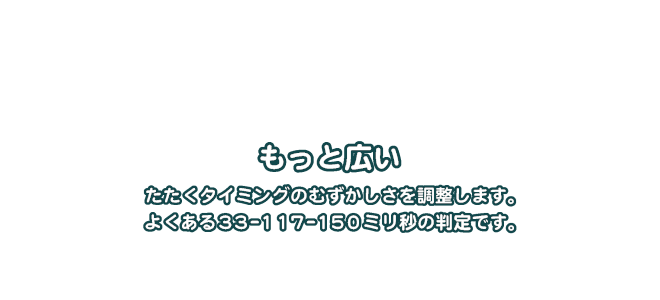 もっと広い
たたくタイミングのむずかしさを調整します。
よくある33-117-150ミリ秒の判定です。